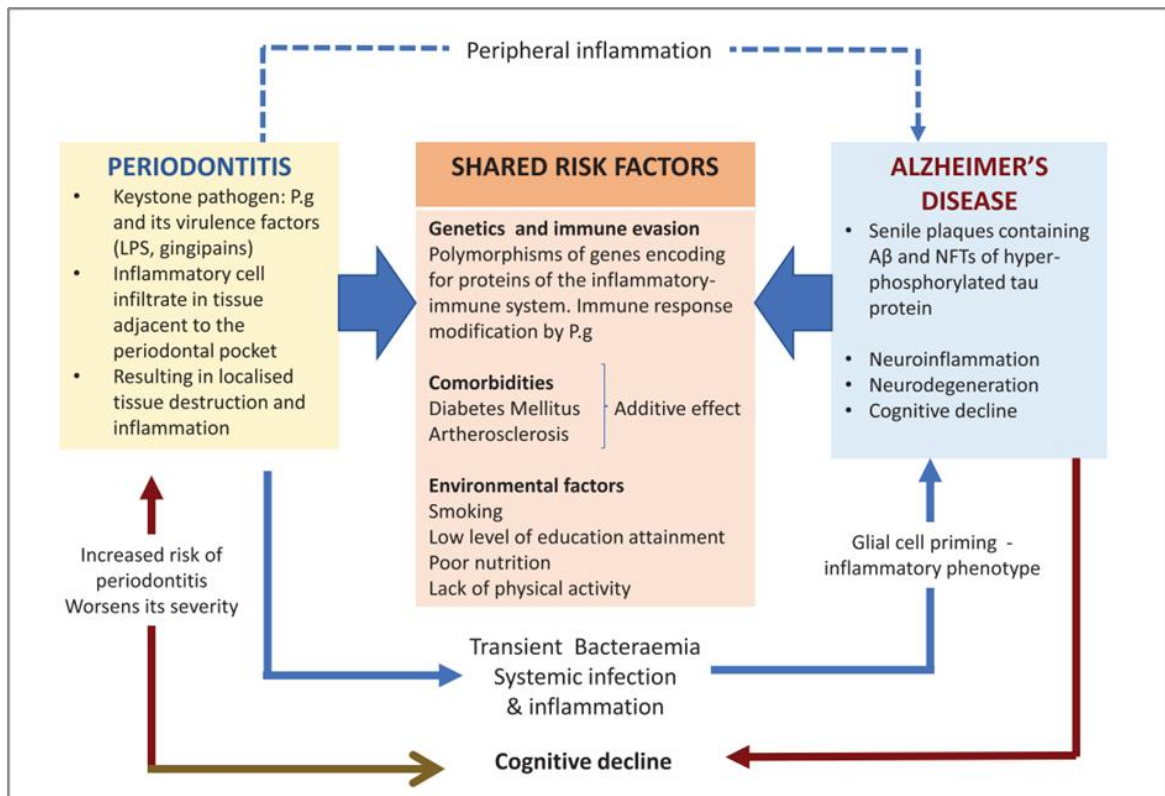 Peripheral inflammation
PERIODONTITIS
• Keystone pathogen: P.g
and its virulence factors
(LPS, gingipains)
• Inflammatory cell
infiltrate in tissue
adjacent to the
periodontal pocket
• Resulting in localised
tissue destruction and
inflammation
SHARED RISK FACTORS
Genetics and immune evasion
Polymorphisms of genes encoding
for proteins of the inflammatory-
immune system. Immune response
modification by P.g
Comorbidities
Diabetes Mellitus
Artherosclerosis
Additive effect
Environmental factors
Smoking
Low level of education attainment
Poor nutrition
Lack of physical activity
ALZHEIMER'S
DISEASE
• Senile plaques containing
Aβ and NFTs of hyper-
phosphorylated tau
protein
• Neuroinflammation
• Neurodegeneration
• Cognitive decline
Increased risk of
periodontitis
Worsens its severity
Glial cell priming -
inflammatory phenotype
Transient Bacteraemia
Systemic infection
& inflammation
Cognitive decline